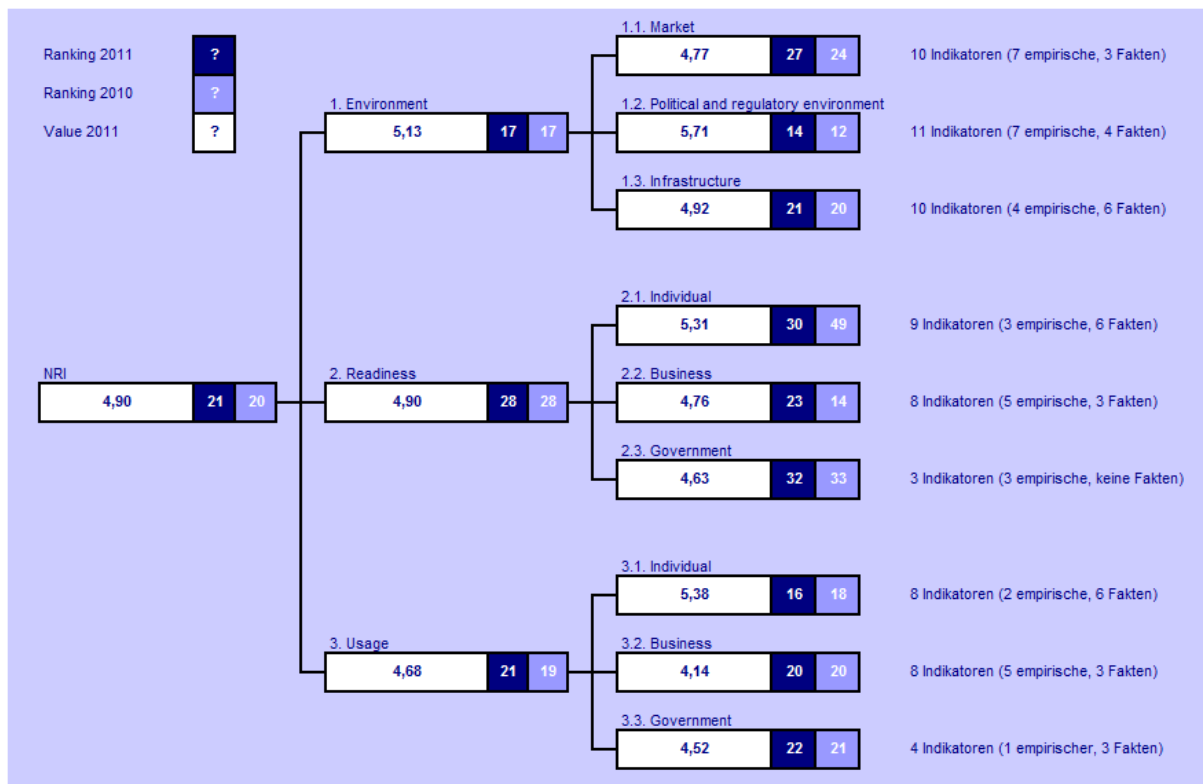 Ranking 2011 ?
Ranking 2010 ?
Value 2011 ?
NRI
4,90 21 20
1. Environment
5,13 17 17
1.1. Market
4,77 27 24 10 Indikatoren (7 empirische, 3 Fakten)
1.2. Political and regulatory environment
5,71 14 12 11 Indikatoren (7 empirische, 4 Fakten)
1.3. Infrastructure
4,92 21 20 10 Indikatoren (4 empirische, 6 Fakten)
2. Readiness
4,90 28 28
2.1. Individual
5,31 30 49 9 Indikatoren (3 empirische, 6 Fakten)
2.2. Business
4,76 23 14 8 Indikatoren (5 empirische, 3 Fakten)
2.3. Government
4,63 32 33 3 Indikatoren (3 empirische, keine Fakten)
3. Usage
4,68 21 19
3.1. Individual
5,38 16 18 8 Indikatoren (2 empirische, 6 Fakten)
3.2. Business
4,14 20 20 8 Indikatoren (5 empirische, 3 Fakten)
3.3. Government
4,52 22 21 4 Indikatoren (1 empirischer, 3 Fakten)